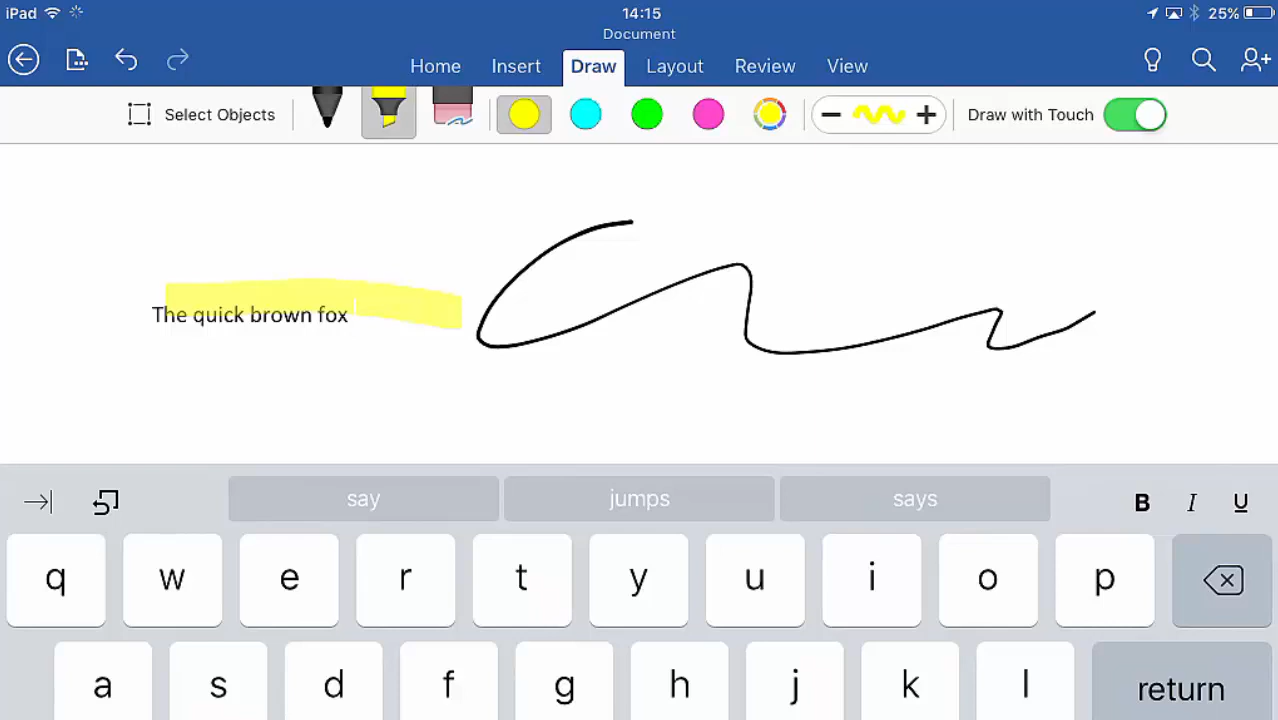 iPad 14:15 25%
Document
Home Insert Draw Layout Review View
Select Objects Draw with Touch
The quick brown fox
say jumps says B I U
q w e r t y u i o p
a s d f g h j k l return